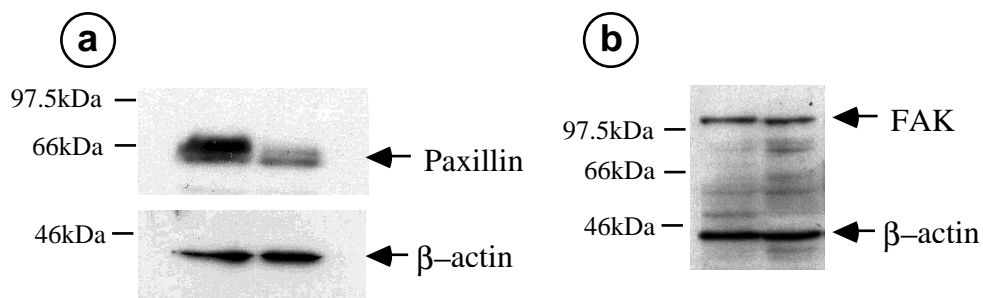 a
97.5kDa
66kDa
Paxillin
46kDa
β–actin
b
97.5kDa
FAK
66kDa
46kDa
β–actin